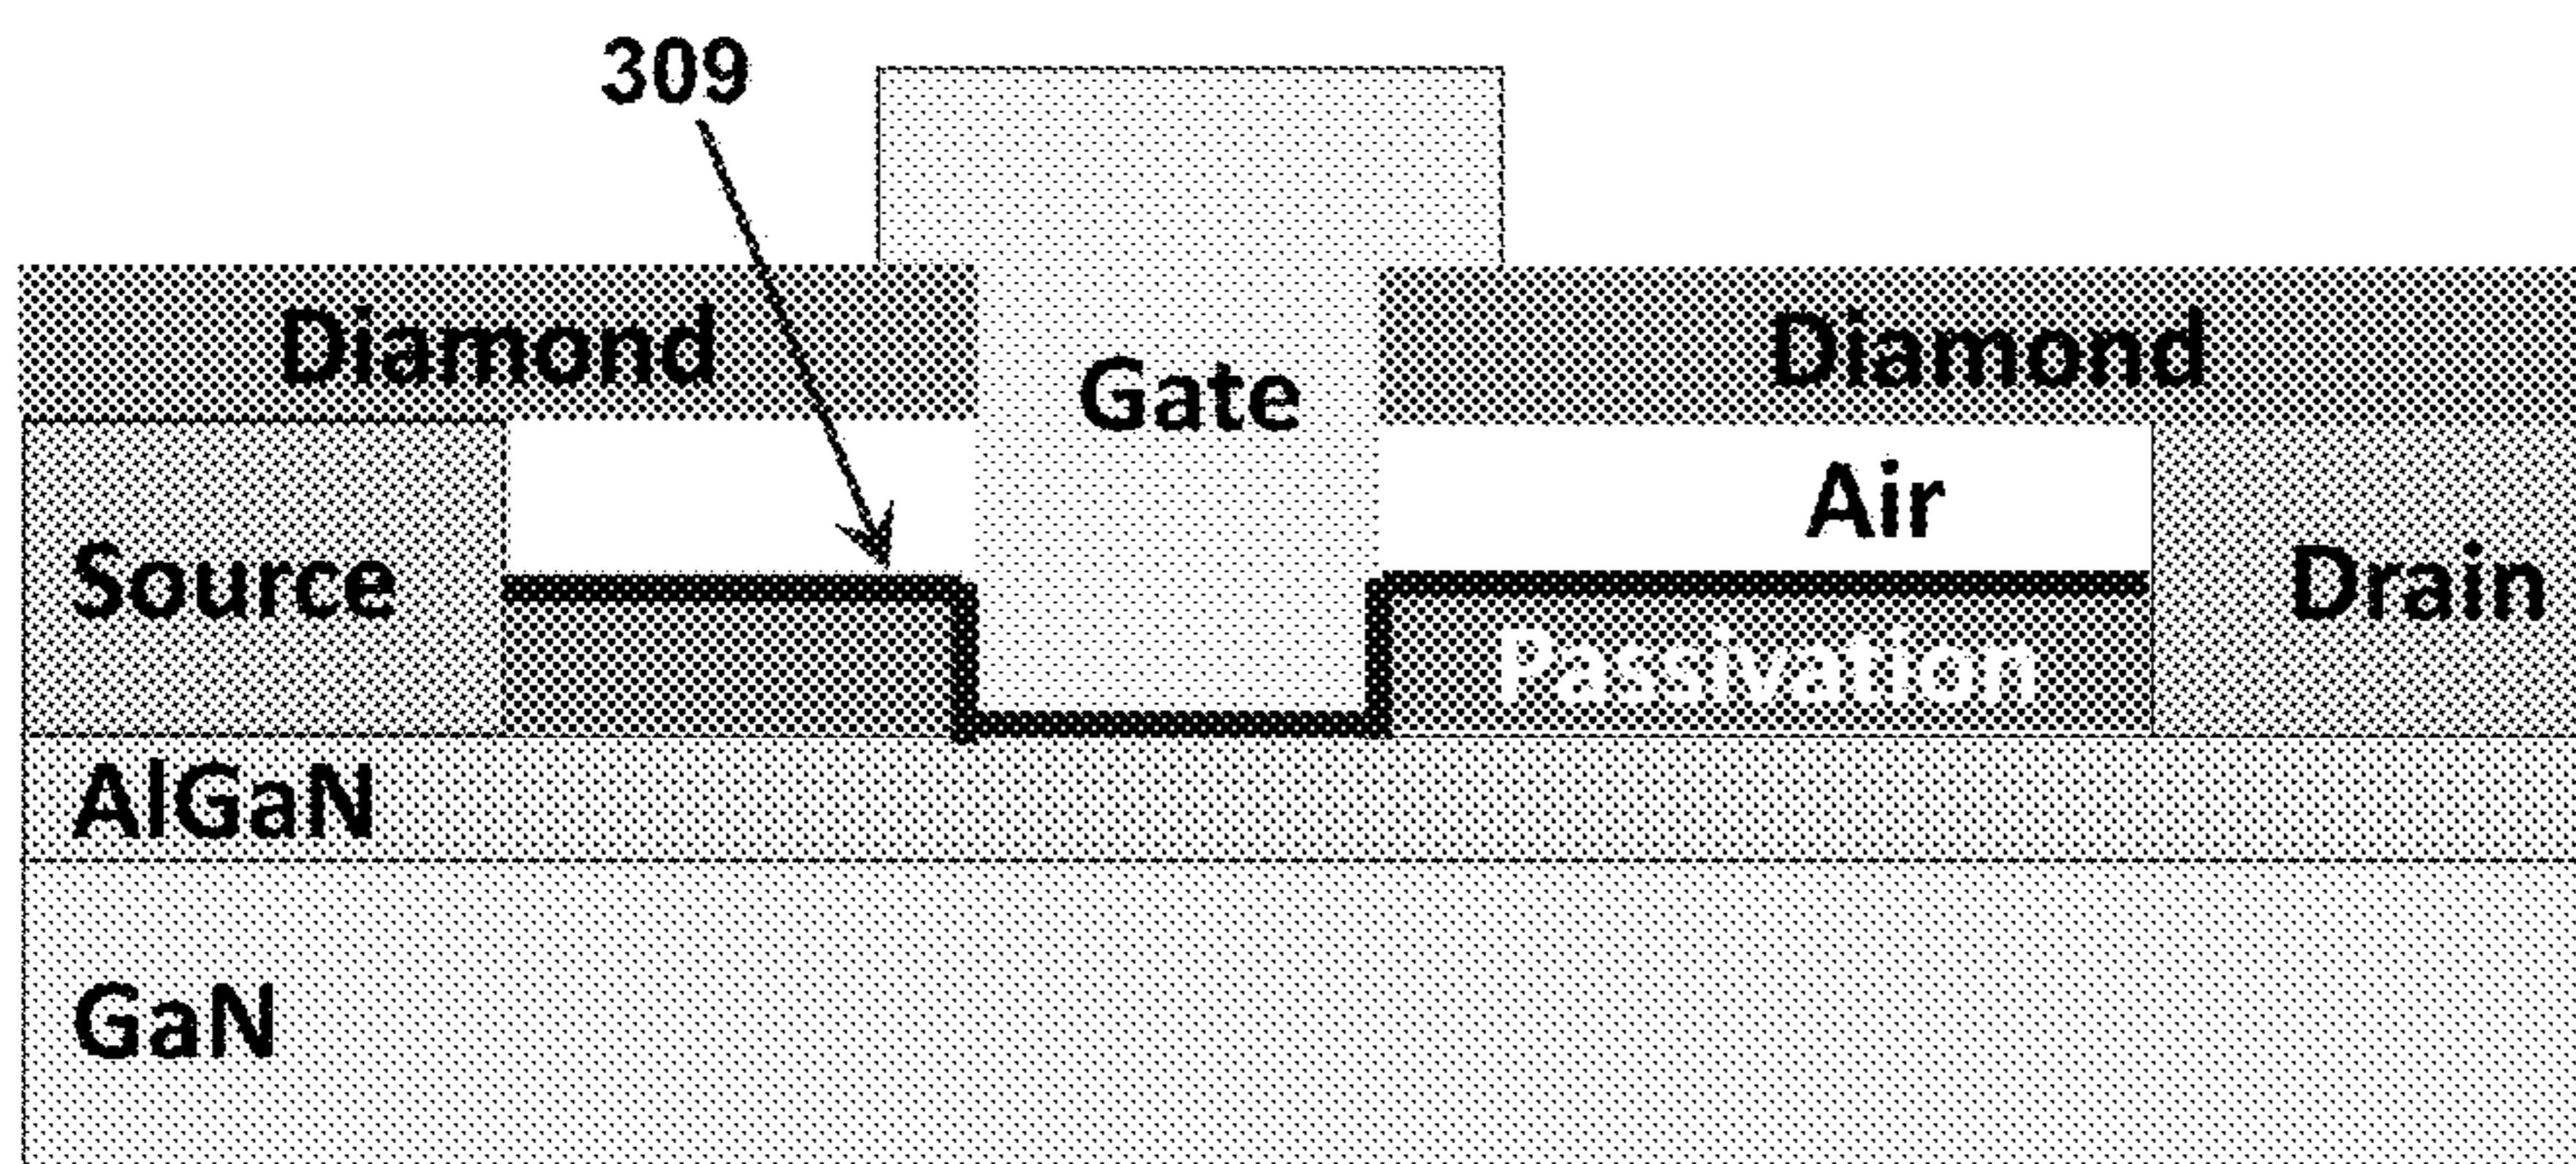 309
Diamond
Diamond
Gate
Air
Source
Drain
Passivation
AlGaN
GaN